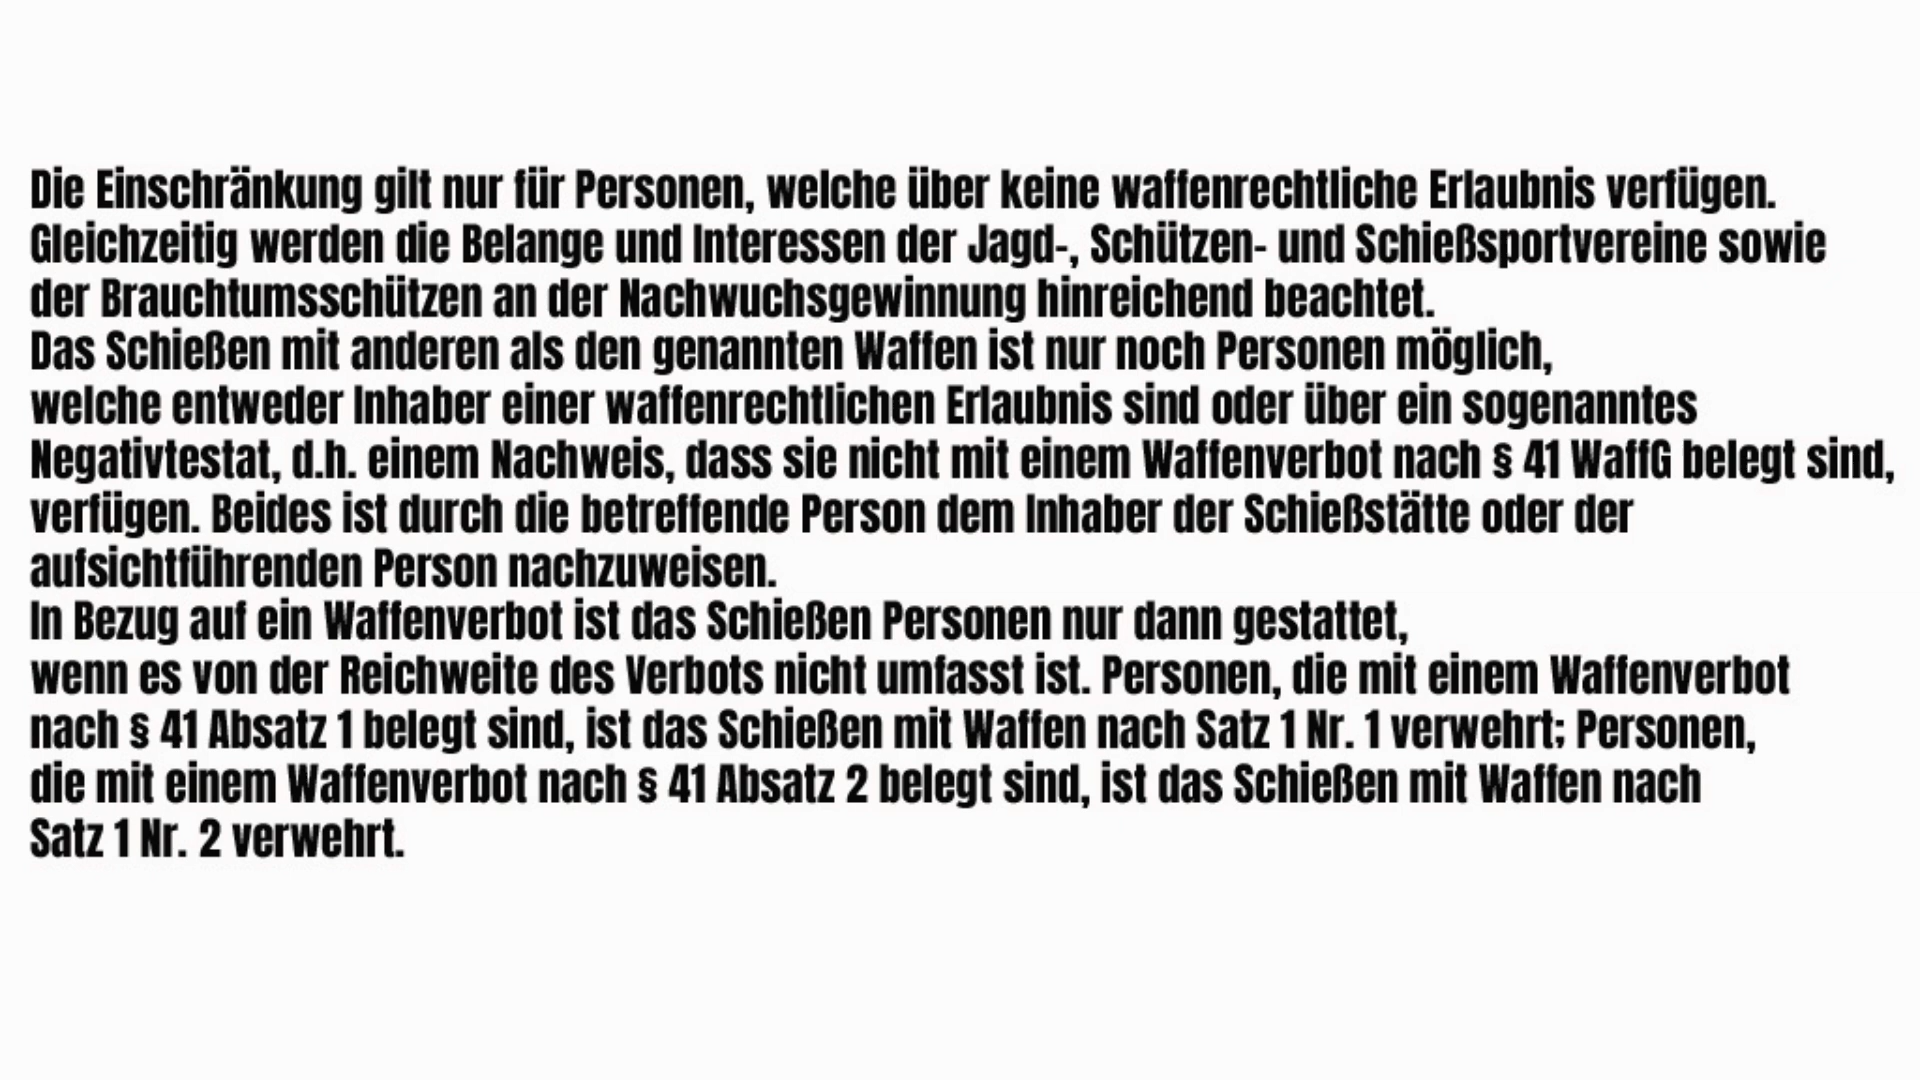 Die Einschränkung gilt nur für Personen, welche über keine waffenrechtliche Erlaubnis verfügen.
Gleichzeitig werden die Belange und Interessen der Jagd-, Schützen- und Schießsportvereine sowie
der Brauchtumsschützen an der Nachwuchsgewinnung hinreichend beachtet.
Das Schießen mit anderen als den genannten Waffen ist nur noch Personen möglich,
welche entweder Inhaber einer waffenrechtlichen Erlaubnis sind oder über ein sogenanntes
Negativtestat, d.h. einem Nachweis, dass sie nicht mit einem Waffenverbot nach § 41 WaffG belegt sind,
verfügen. Beides ist durch die betreffende Person dem Inhaber der Schießstätte oder der
aufsichtführenden Person nachzuweisen.
In Bezug auf ein Waffenverbot ist das Schießen Personen nur dann gestattet,
wenn es von der Reichweite des Verbots nicht umfasst ist. Personen, die mit einem Waffenverbot
nach § 41 Absatz 1 belegt sind, ist das Schießen mit Waffen nach Satz 1 Nr. 1 verwehrt; Personen,
die mit einem Waffenverbot nach § 41 Absatz 2 belegt sind, ist das Schießen mit Waffen nach
Satz 1 Nr. 2 verwehrt.